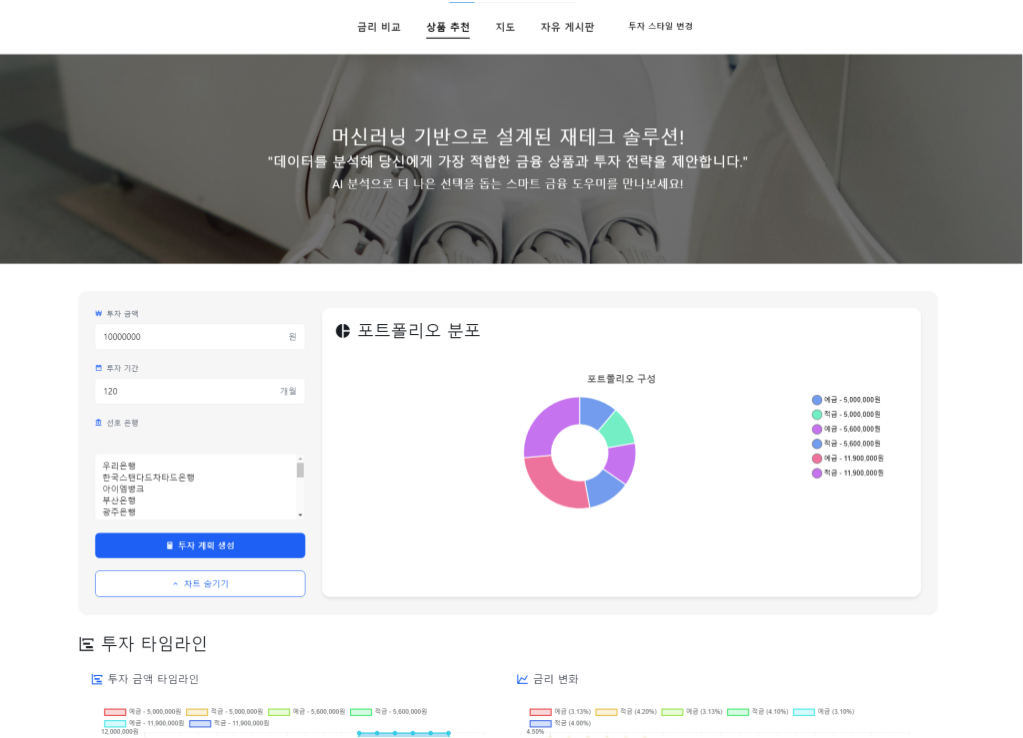 금리 비교 상품 추천 지도 자유 게시판 투자 스타일 변경
머신러닝 기반으로 설계된 재테크 솔루션!
"데이터를 분석해 당신에게 가장 적합한 금융 상품과 투자 전략을 제안합니다."
AI 분석으로 더 나은 선택을 돕는 스마트 금융 도우미를 만나보세요!
₩ 투자 금액
10000000 원
투자 기간
120 개월
선호 은행
우리은행
한국스탠다드차타드은행
아이엠뱅크
부산은행
광주은행
투자 계획 생성
차트 숨기기
포트폴리오 분포
포트폴리오 구성
예금 - 5,000,000원
적금 - 5,000,000원
예금 - 5,600,000원
적금 - 5,600,000원
예금 - 11,900,000원
적금 - 11,900,000원
투자 타임라인
투자 금액 타임라인
예금 - 5,000,000원 적금 - 5,000,000원 예금 - 5,600,000원 적금 - 5,600,000원
예금 - 11,900,000원 적금 - 11,900,000원
12,000,000원
금리 변화
예금 (3.13%) 적금 (4.20%) 예금 (3.13%) 적금 (4.10%) 예금 (3.10%)
적금 (4.00%)
4.50%